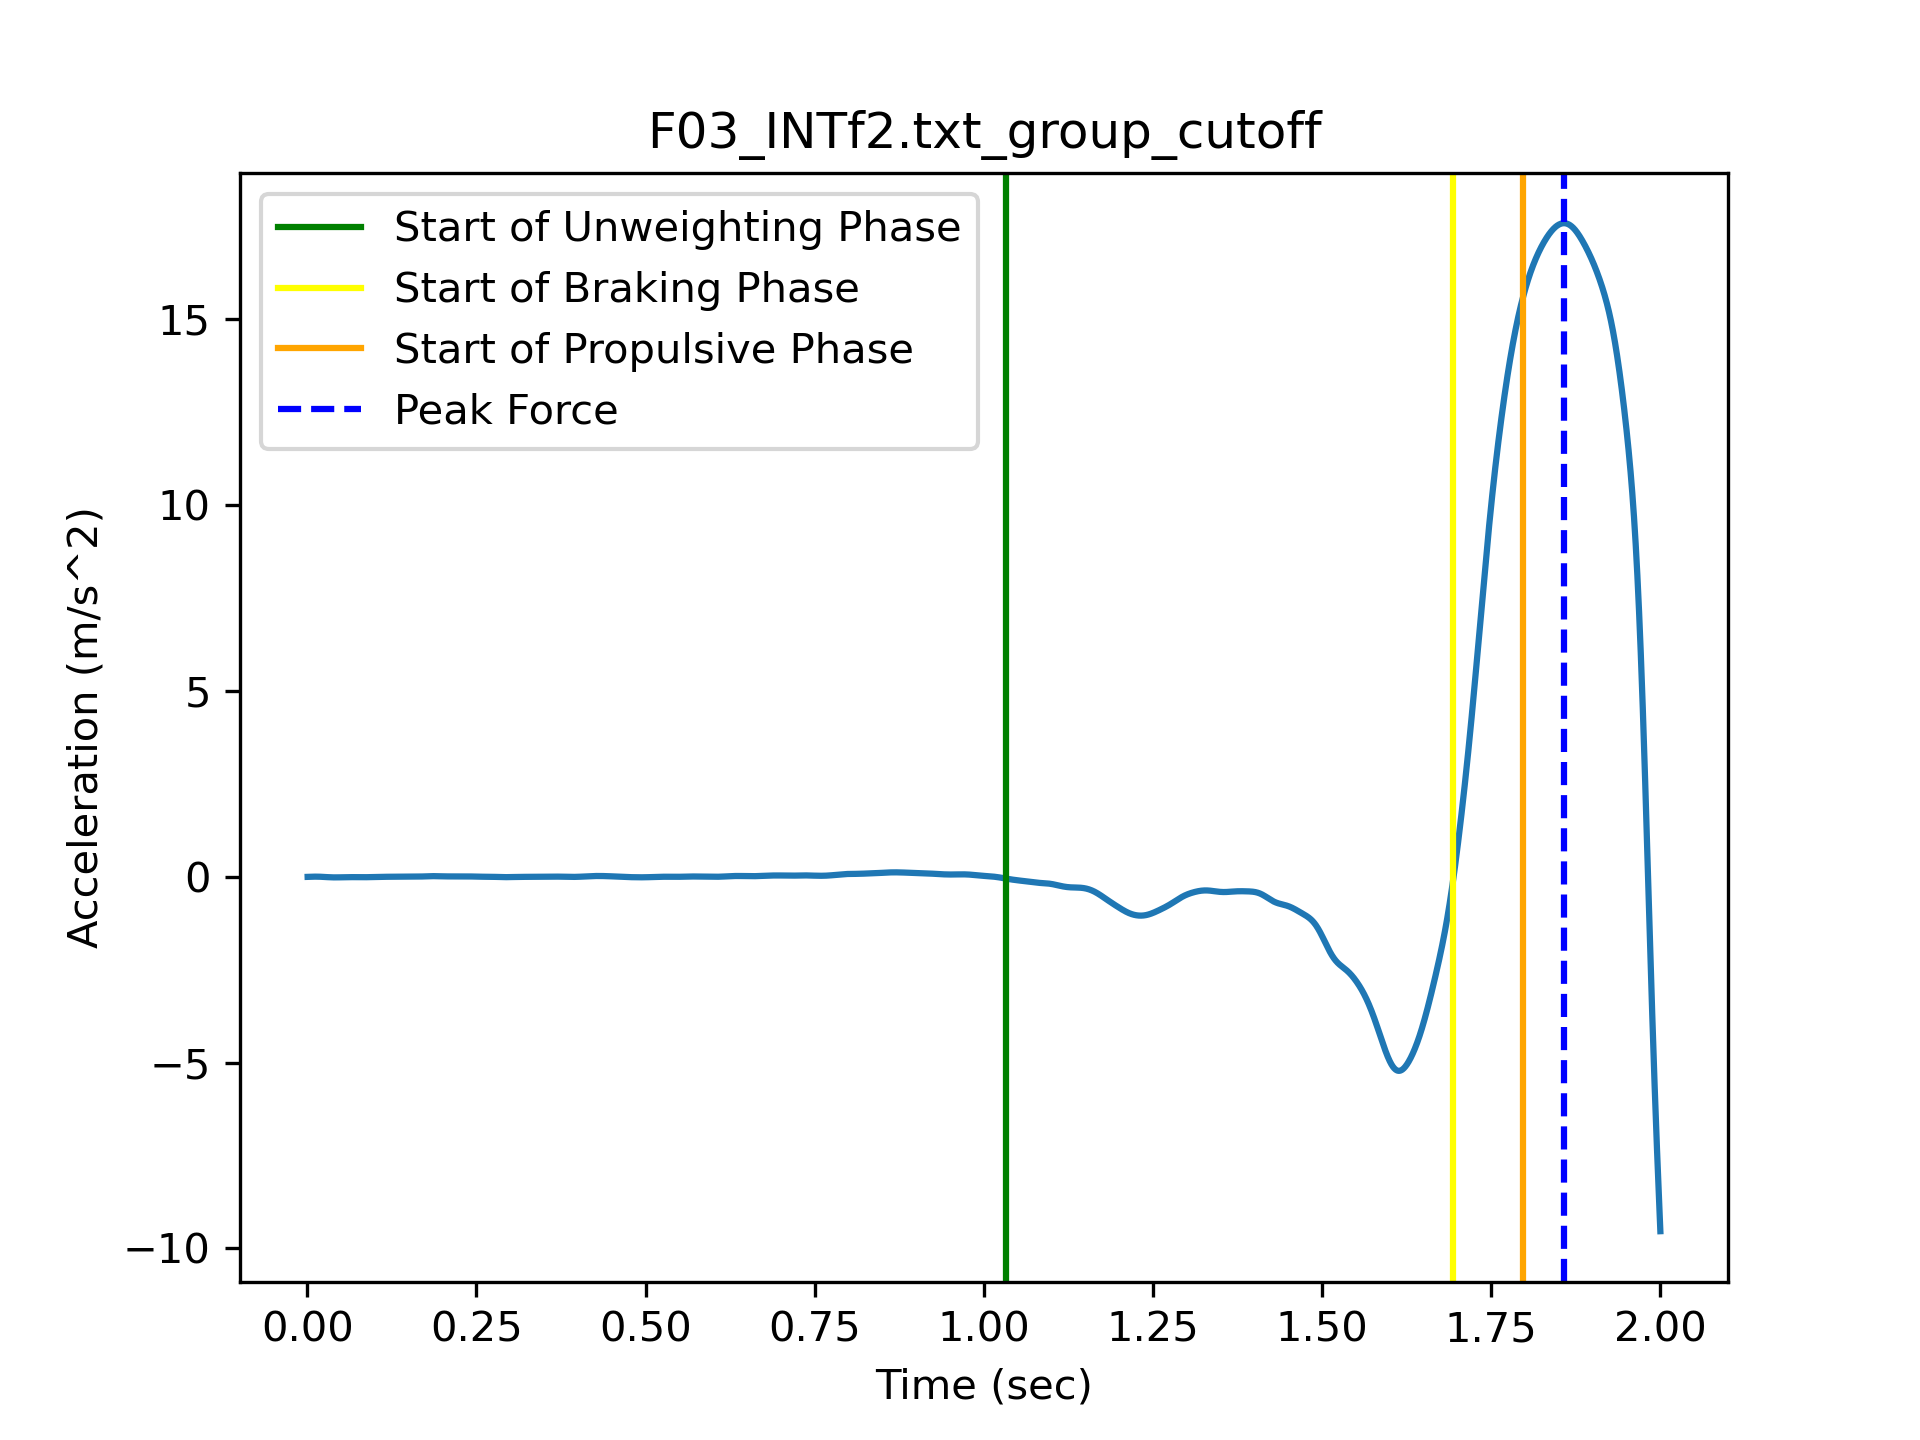 F03_INTf2.txt_group_cutoff
Start of Unweighting Phase
Start of Braking Phase
Start of Propulsive Phase
Peak Force
Acceleration (m/s^2)
15
10
5
0
−5
−10
0.00 0.25 0.50 0.75 1.00 1.25 1.50 1.75 2.00
Time (sec)